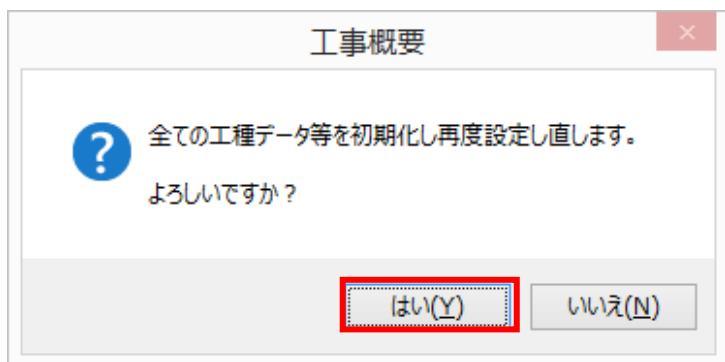 工事概要
全ての工種データ等を初期化し再度設定し直します。
よろしいですか？
はい(Y)
いいえ(N)